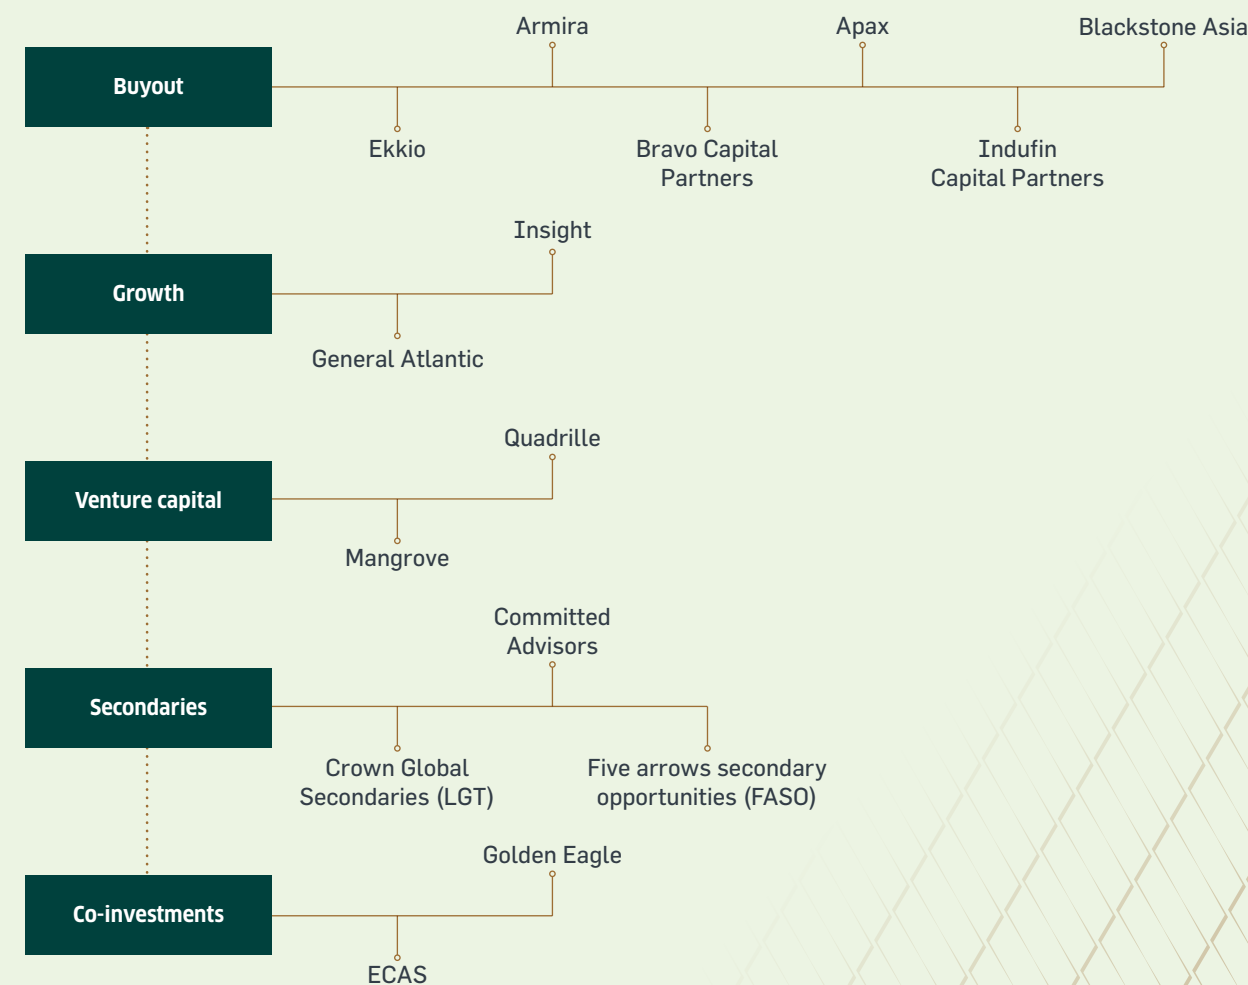 Armira
Apax
Blackstone Asia
Buyout
Ekkio
Bravo Capital
Partners
Indufin
Capital Partners
Insight
Growth
General Atlantic
Quadrille
Venture capital
Mangrove
Committed
Advisors
Secondaries
Crown Global
Secondaries (LGT)
Five arrows secondary
opportunities (FASO)
Golden Eagle
Co-investments
ECAS